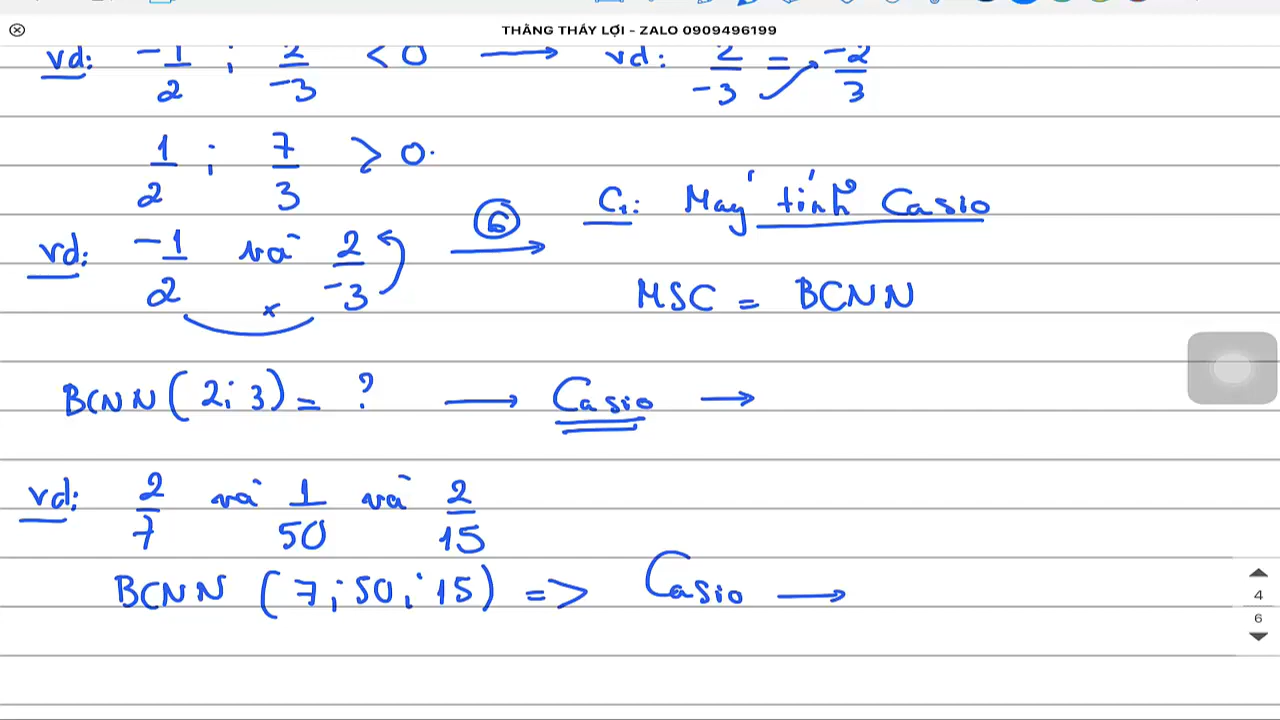 THẰNG THẦY LỢI - ZALO 0909496199
vd: -1/2 ; 2/-3 < 0 → vd: 2/-3 = -2/3
1/2 ; 7/3 > 0.
C1: Máy tính Casio
vd: -1/2 và 2/-3 ⑥ →
x
MSC = BCNN
BCNN (2; 3) = ? → Casio →
vd: 2/7 và 1/50 và 2/15
BCNN (7; 50; 15) => Casio →
4
6